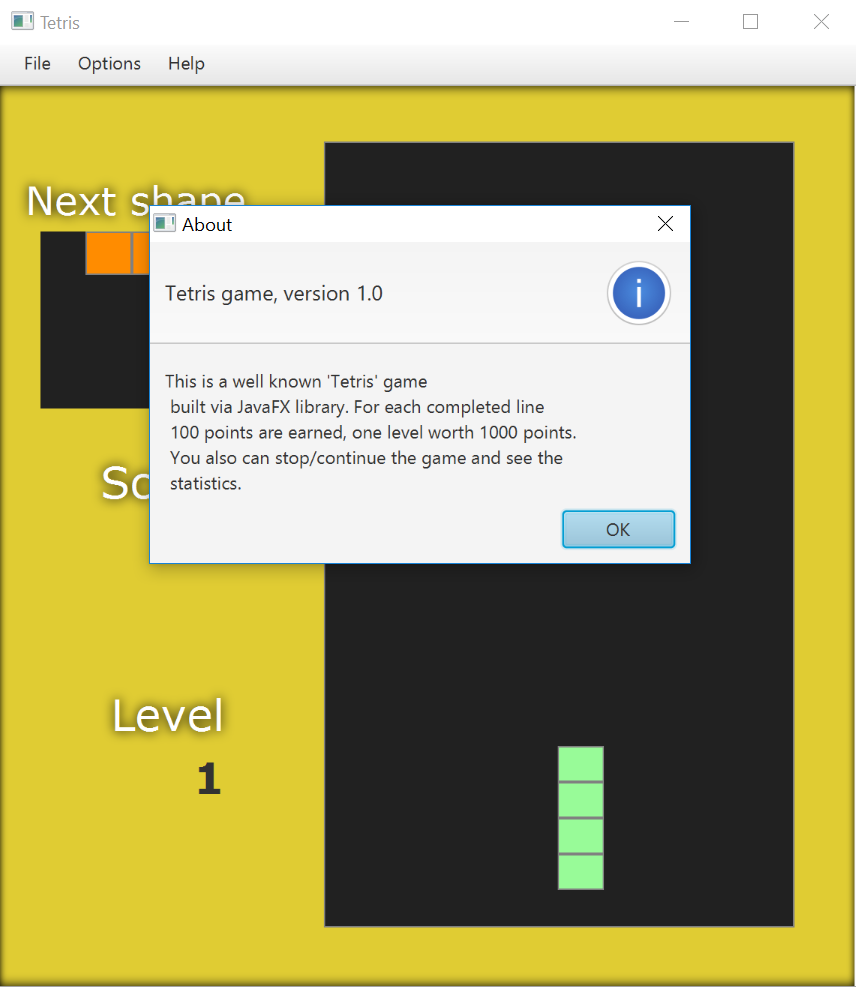 Tetris
File Options Help
Next shape
About
Tetris game, version 1.0
This is a well known 'Tetris' game
built via JavaFX library. For each completed line
100 points are earned, one level worth 1000 points.
You also can stop/continue the game and see the
statistics.
OK
Level
1